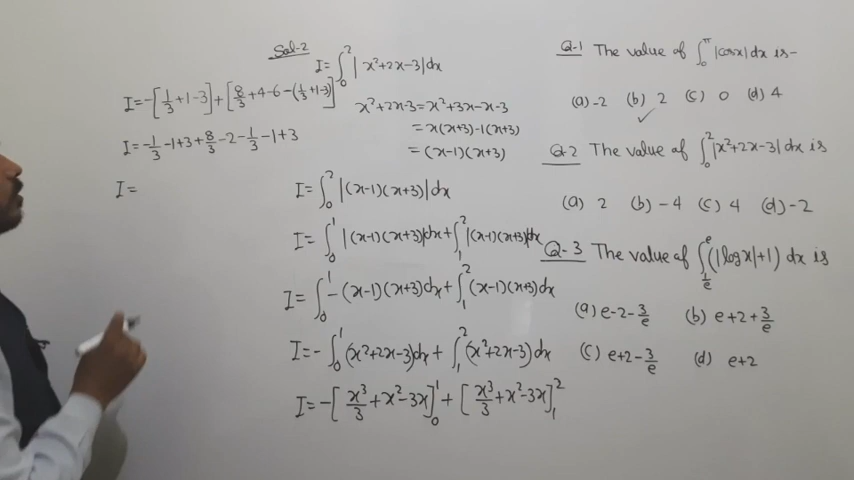 Sol-2
I = ∫₀² |x²+2x-3| dx
x²+2x-3 = x²+3x-x-3
= x(x+3)-1(x+3)
= (x-1)(x+3)
I = ∫₀² |(x-1)(x+3)| dx
I = ∫₀¹ |(x-1)(x+3)| dx + ∫₁² |(x-1)(x+3)| dx
I = ∫₀¹ -(x-1)(x+3) dx + ∫₁² (x-1)(x+3) dx
I = -∫₀¹ (x²+2x-3) dx + ∫₁² (x²+2x-3) dx
I = -[x³/3 + x² - 3x]₀¹ + [x³/3 + x² - 3x]₁²
I = -[1/3 + 1 - 3] + [8/3 + 4 - 6 - (1/3 + 1 - 3)]
I = -1/3 - 1 + 3 + 8/3 - 2 - 1/3 - 1 + 3
I =
Q-1 The value of ∫₀^π |cosx| dx is-
(a) -2 (b) 2 (c) 0 (d) 4
✓
Q-2 The value of ∫₀² |x²+2x-3| dx is
(a) 2 (b) -4 (c) 4 (d) -2
Q-3 The value of ∫_{1/e}^{e} (|logx|+1) dx is
(a) e-2-3/e (b) e+2+3/e
(c) e+2-3/e (d) e+2